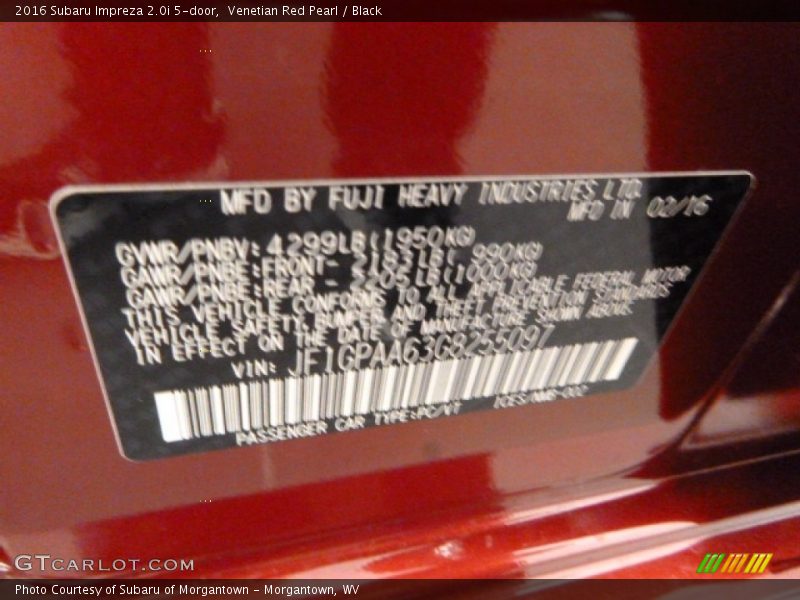 2016 Subaru Impreza 2.0i 5-door,  Venetian Red Pearl / Black
MFD BY FUJI HEAVY INDUSTRIES LTD.
MFD IN 02/16
GVWR/PNBV: 4299LB(1950KG)
GAWR/PNBE:FRONT- 2183LB( 990KG)
GAWR/PNBE:REAR - 2205LB(1000KG)
THIS VEHICLE CONFORMS TO ALL APPLICABLE FEDERAL MOTOR
VEHICLE SAFETY, BUMPER AND THEFT PREVENTION STANDARDS
IN EFFECT ON THE DATE OF MANUFACTURE SHOWN ABOVE
VIN: JF1GPAA63G8255097
PASSENGER CAR TYPE:PC/VT
GTCARLOT.COM
Photo Courtesy of Subaru of Morgantown - Morgantown, WV